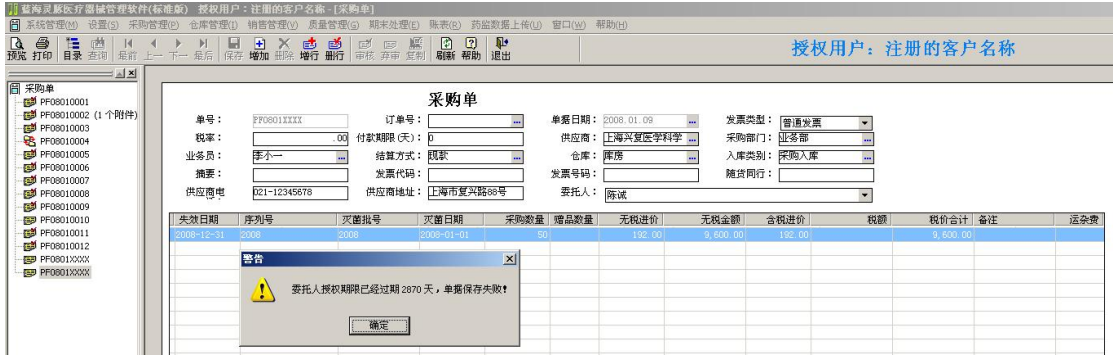 蓝海灵豚医疗器械管理软件(标准版) 授权用户：注册的客户名称-[采购单]
系统管理(M) 设置(S) 采购管理(P) 仓库管理(I) 销售管理(V) 质量管理(G) 期末处理(E) 账表(R) 药监数据上传(U) 窗口(W) 帮助(H)
预览 打印 目录 查询 最前 上一 下一 最后 保存 增加 删除 增行 删行 审核 弃审 复制 刷新 帮助 退出
授权用户：注册的客户名称
采购单
PF08010001
PF08010002 (1 个附件)
PF08010003
PF08010004
PF08010005
PF08010006
PF08010007
PF08010008
PF08010009
PF08010010
PF08010011
PF08010012
PF0801XXXX
PF0801XXXX
采购单
单号： PF0801XXXX 订单号： 单据日期： 2008.01.09 发票类型： 普通发票
税率： .00 付款期限(天)： 0 供应商： 上海兴复医学科学 采购部门： 业务部
业务员： 李小一 结算方式： 现款 仓库： 库房 入库类别： 采购入库
摘要： 发票代码： 发票号码： 随货同行：
供应商电 021-12345678 供应商地址： 上海市复兴路88号 委托人： 陈诚
失效日期 序列号 灭菌批号 灭菌日期 采购数量 赠品数量 无税进价 无税金额 含税进价 税额 税价合计 备注 运杂费
2008-12-31 2008 2008 2008-01-01 50 192.00 9,600.00 192.00 9,600.00
警告
委托人授权期限已经过期2870天，单据保存失败!
确定